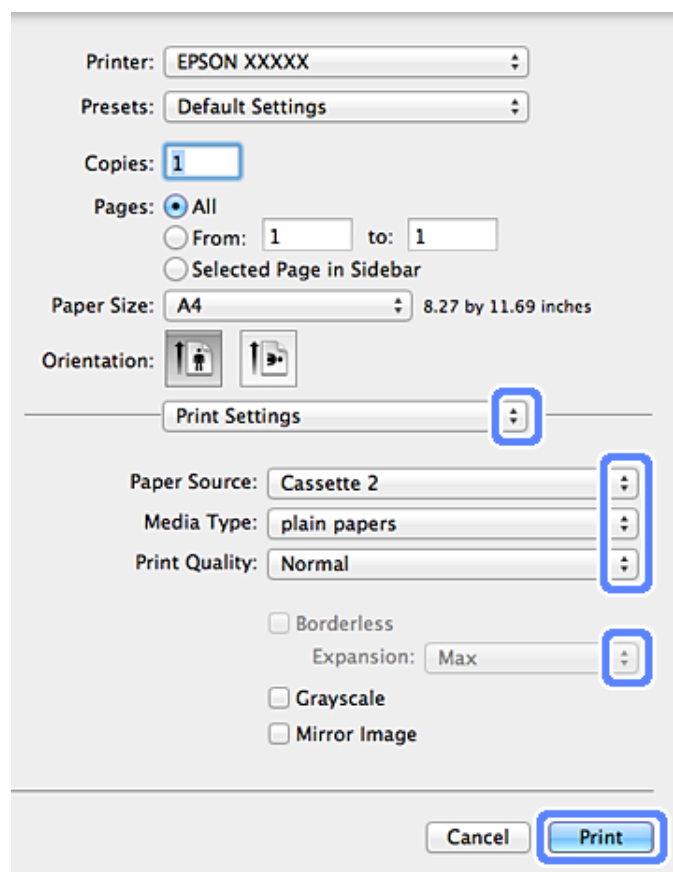 Printer: EPSON XXXXX
Presets: Default Settings
Copies: 1
Pages: All
From: 1 to: 1
Selected Page in Sidebar
Paper Size: A4 8.27 by 11.69 inches
Orientation:
Print Settings
Paper Source: Cassette 2
Media Type: plain papers
Print Quality: Normal
Borderless
Expansion: Max
Grayscale
Mirror Image
Cancel Print